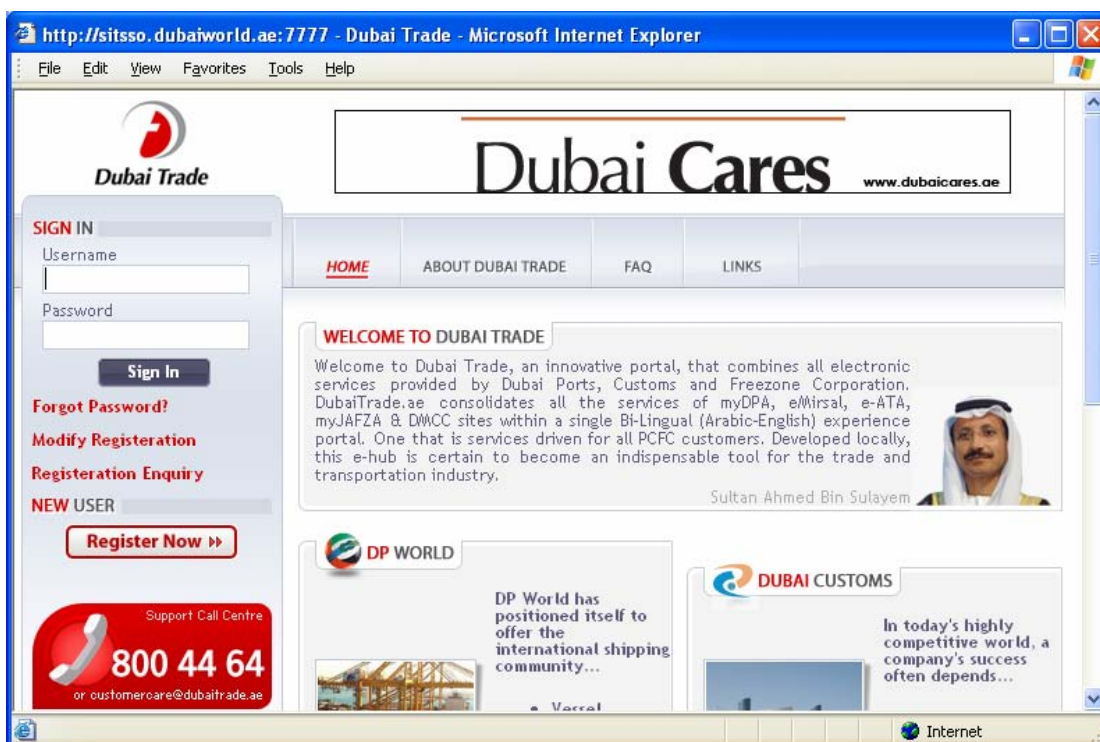 http://sitsso.dubaiworld.ae:7777 - Dubai Trade - Microsoft Internet Explorer
File Edit View Favorites Tools Help
Dubai Trade
Dubai Cares www.dubaicares.ae
SIGN IN
Username
Password
Sign In
Forgot Password?
Modify Registeration
Registeration Enquiry
NEW USER
Register Now
Support Call Centre
800 44 64
or customercare@dubaitrade.ae
HOME ABOUT DUBAI TRADE FAQ LINKS
WELCOME TO DUBAI TRADE
Welcome to Dubai Trade, an innovative portal, that combines all electronic
services provided by Dubai Ports, Customs and Freezone Corporation.
DubaiTrade.ae consolidates all the services of myDPA, eMirsal, e-ATA,
myJAFZA & DMCC sites within a single Bi-Lingual (Arabic-English) experience
portal. One that is services driven for all PCFC customers. Developed locally,
this e-hub is certain to become an indispensable tool for the trade and
transportation industry.
Sultan Ahmed Bin Sulayem
DP WORLD
DP World has
positioned itself to
offer the
international shipping
community...
• Vessel
DUBAI CUSTOMS
In today's highly
competitive world, a
company's success
often depends...
Internet